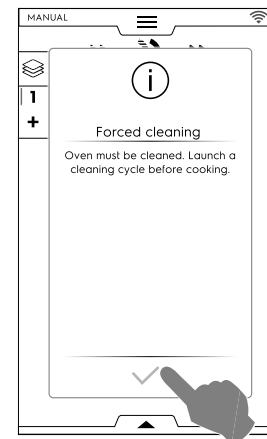 MANUAL
1
+
i
Forced cleaning
Oven must be cleaned. Launch a
cleaning cycle before cooking.